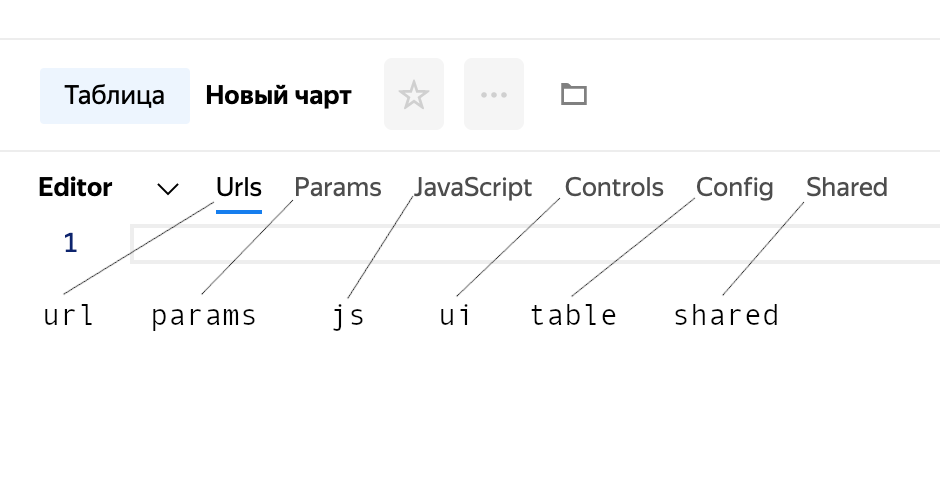 Таблица Новый чарт
Editor Urls Params JavaScript Controls Config Shared
1
url params js ui table shared